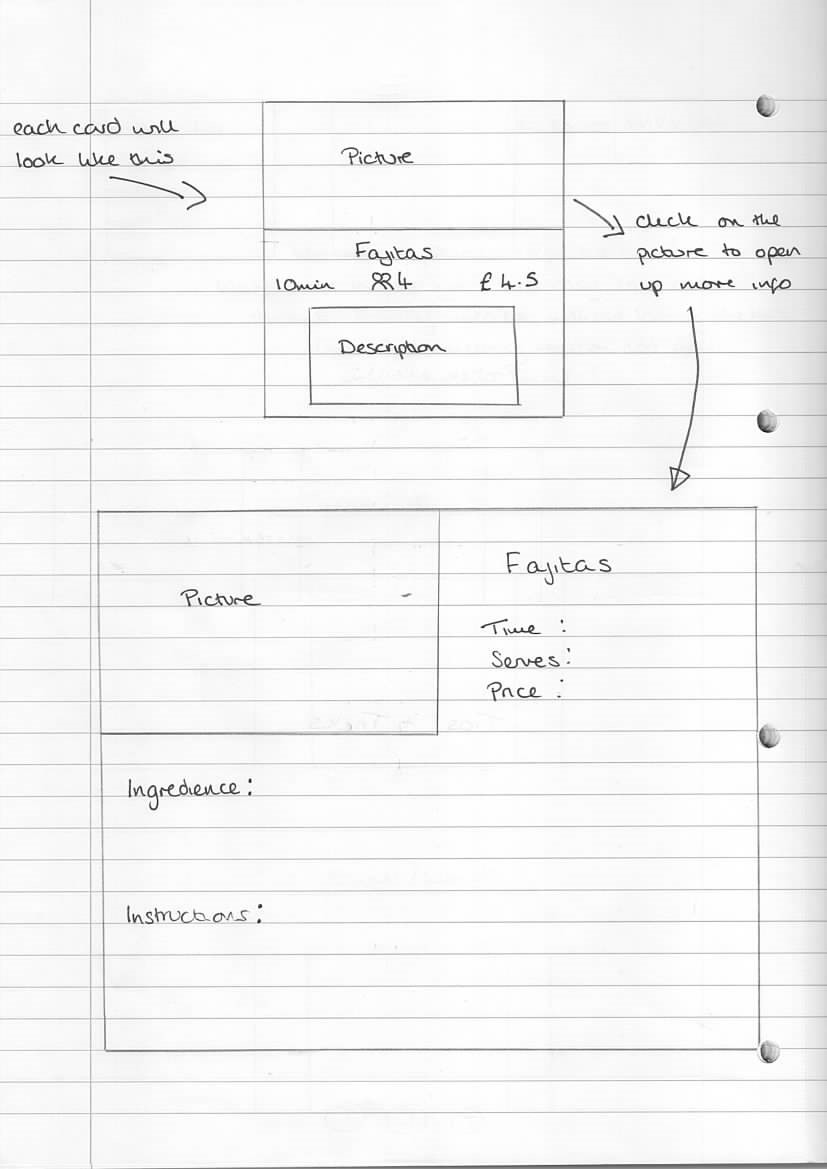 each card will
look like this
Picture
click on the
picture to open
up more info
Fajitas
10min 4 £4.5
Description
Picture
Fajitas
Time :
Serves:
Price :
Ingredience:
Instructions: